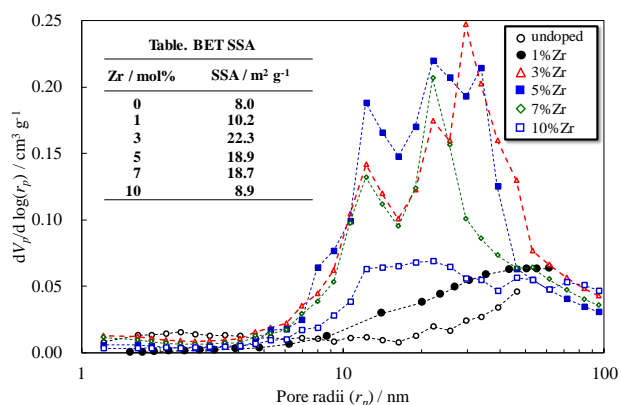 Table. BET SSA
Zr / mol% SSA / m² g⁻¹
0 8.0
1 10.2
3 22.3
5 18.9
7 18.7
10 8.9
undoped
1%Zr
3%Zr
5%Zr
7%Zr
10%Zr
dVp/d log(rp) / cm³ g⁻¹
0.25
0.20
0.15
0.10
0.05
0.00
1 10 100
Pore radii (rp) / nm